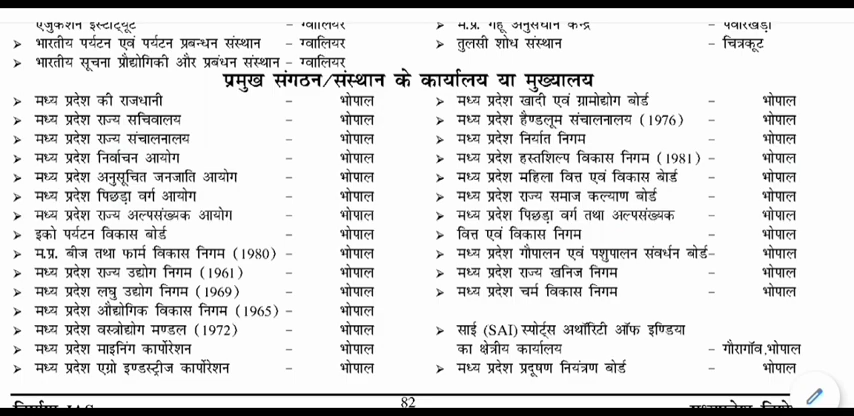 एजुकेशन इंस्टीट्यूट – ग्वालियर
➢ भारतीय पर्यटन एवं पर्यटन प्रबन्धन संस्थान – ग्वालियर
➢ भारतीय सूचना प्रौद्योगिकी और प्रबंधन संस्थान – ग्वालियर
➢ म.प्र. गेहू अनुसंधान केन्द्र – पवारखेड़ा
➢ तुलसी शोध संस्थान – चित्रकूट
प्रमुख संगठन/संस्थान के कार्यालय या मुख्यालय
➢ मध्य प्रदेश की राजधानी – भोपाल
➢ मध्य प्रदेश राज्य सचिवालय – भोपाल
➢ मध्य प्रदेश राज्य संचालनालय – भोपाल
➢ मध्य प्रदेश निर्वाचन आयोग – भोपाल
➢ मध्य प्रदेश अनुसूचित जनजाति आयोग – भोपाल
➢ मध्य प्रदेश पिछड़ा वर्ग आयोग – भोपाल
➢ मध्य प्रदेश राज्य अल्पसंख्यक आयोग – भोपाल
➢ इको पर्यटन विकास बोर्ड – भोपाल
➢ म.प्र. बीज तथा फार्म विकास निगम (1980) – भोपाल
➢ मध्य प्रदेश राज्य उद्योग निगम (1961) – भोपाल
➢ मध्य प्रदेश लघु उद्योग निगम (1969) – भोपाल
➢ मध्य प्रदेश औद्योगिक विकास निगम (1965) – भोपाल
➢ मध्य प्रदेश वस्त्रोद्योग मण्डल (1972) – भोपाल
➢ मध्य प्रदेश माइनिंग कार्पोरेशन – भोपाल
➢ मध्य प्रदेश एग्रो इण्डस्ट्रीज कार्पोरेशन – भोपाल
➢ मध्य प्रदेश खादी एवं ग्रामोद्योग बोर्ड – भोपाल
➢ मध्य प्रदेश हैण्डलूम संचालनालय (1976) – भोपाल
➢ मध्य प्रदेश निर्यात निगम – भोपाल
➢ मध्य प्रदेश हस्तशिल्प विकास निगम (1981) – भोपाल
➢ मध्य प्रदेश महिला वित्त एवं विकास बोर्ड – भोपाल
➢ मध्य प्रदेश राज्य समाज कल्याण बोर्ड – भोपाल
➢ मध्य प्रदेश पिछड़ा वर्ग तथा अल्पसंख्यक – भोपाल
➢ वित्त एवं विकास निगम – भोपाल
➢ मध्य प्रदेश गौपालन एवं पशुपालन संवर्धन बोर्ड– भोपाल
➢ मध्य प्रदेश राज्य खनिज निगम – भोपाल
➢ मध्य प्रदेश चर्म विकास निगम – भोपाल
➢ साई (SAI) स्पोर्ट्स अथॉरिटी ऑफ इण्डिया
का क्षेत्रीय कार्यालय – गौरागॉव.भोपाल
➢ मध्य प्रदेश प्रदूषण नियंत्रण बोर्ड – भोपाल
82